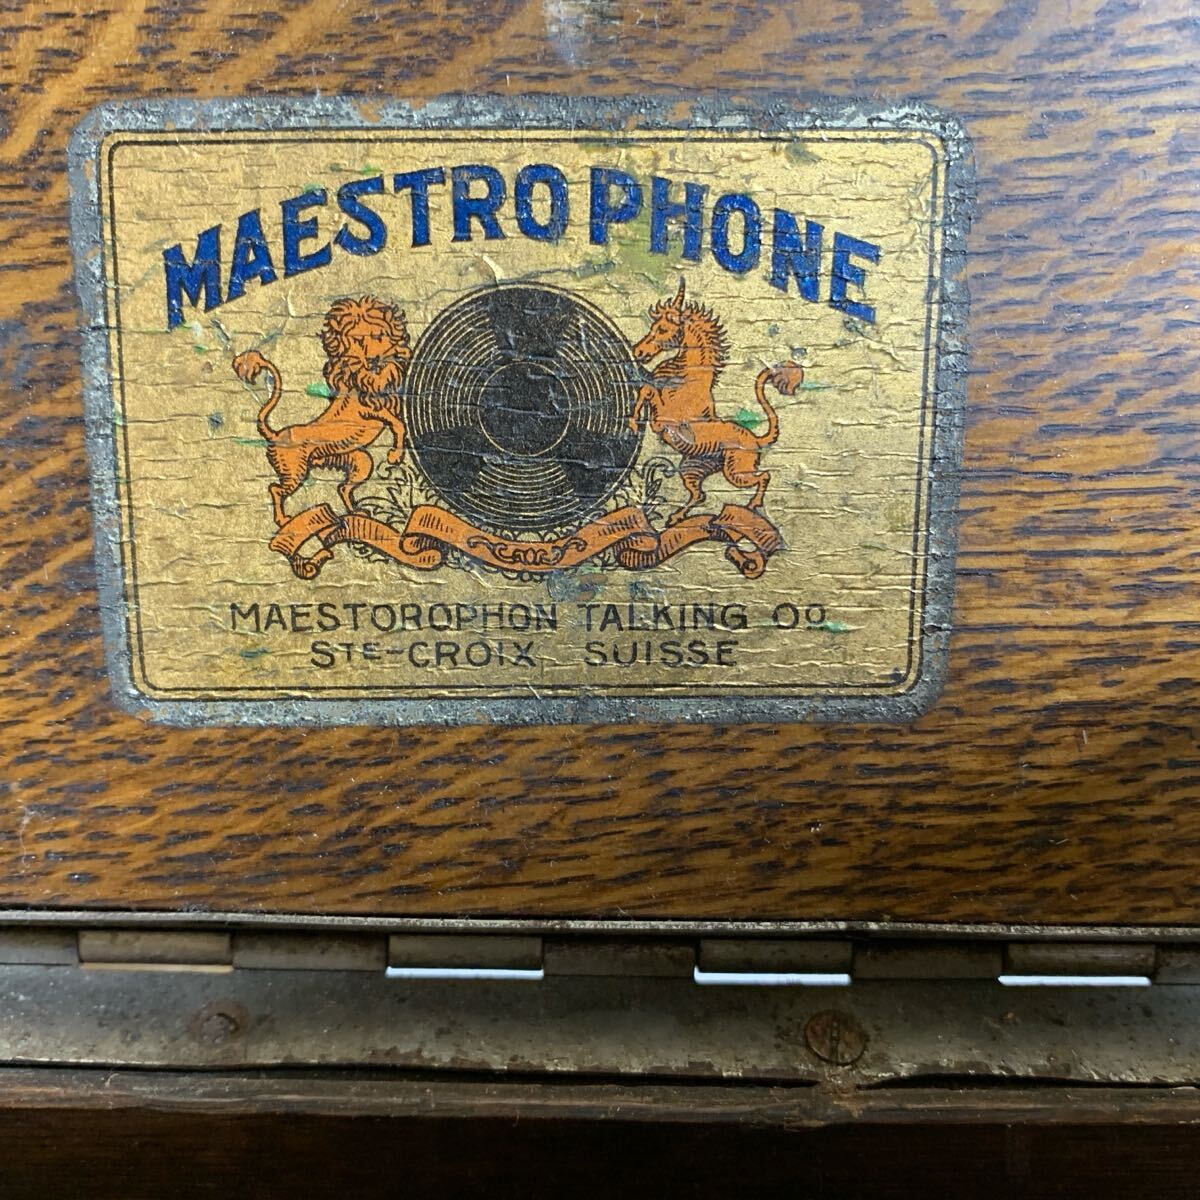 MAESTROPHONE
MAESTOROPHON TALKING CO
STE-CROIX SUISSE